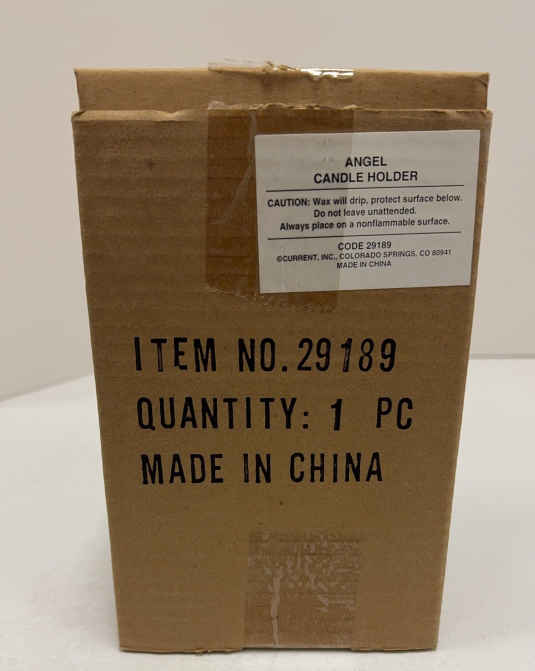 ANGEL
CANDLE HOLDER
CAUTION: Wax will drip, protect surface below.
Do not leave unattended.
Always place on a nonflammable surface.
CODE 29189
©CURRENT, INC., COLORADO SPRINGS, CO 80941
MADE IN CHINA
ITEM NO. 29189
QUANTITY: 1 PC
MADE IN CHINA